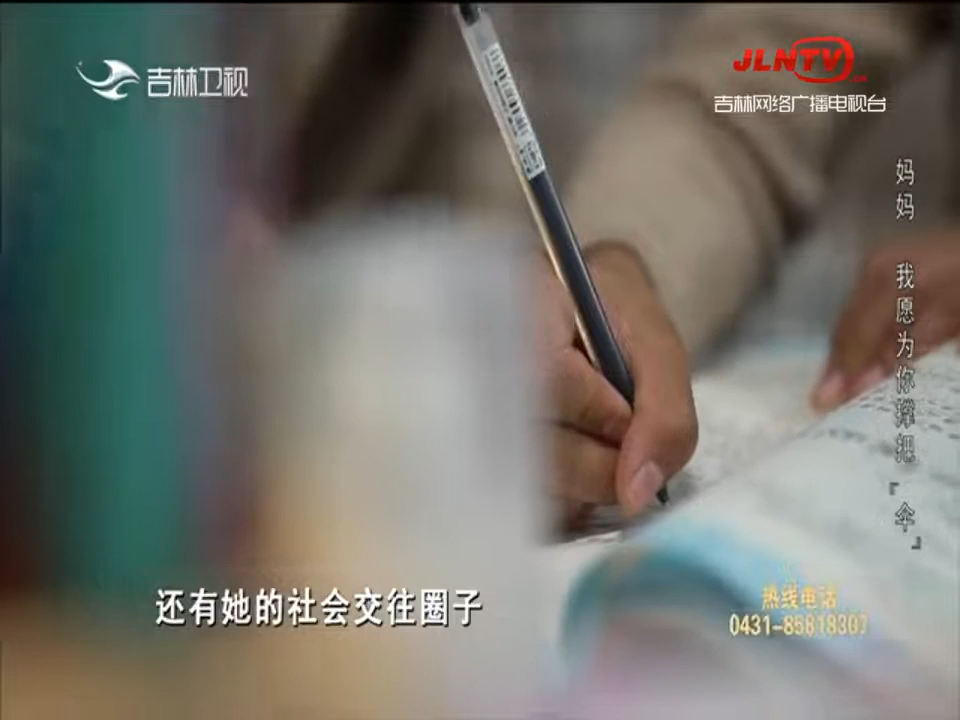 吉林卫视
JLNTV
吉林网络广播电视台
妈妈 我愿为你撑把『伞』
还有她的社会交往圈子
热线电话
0431-85818307